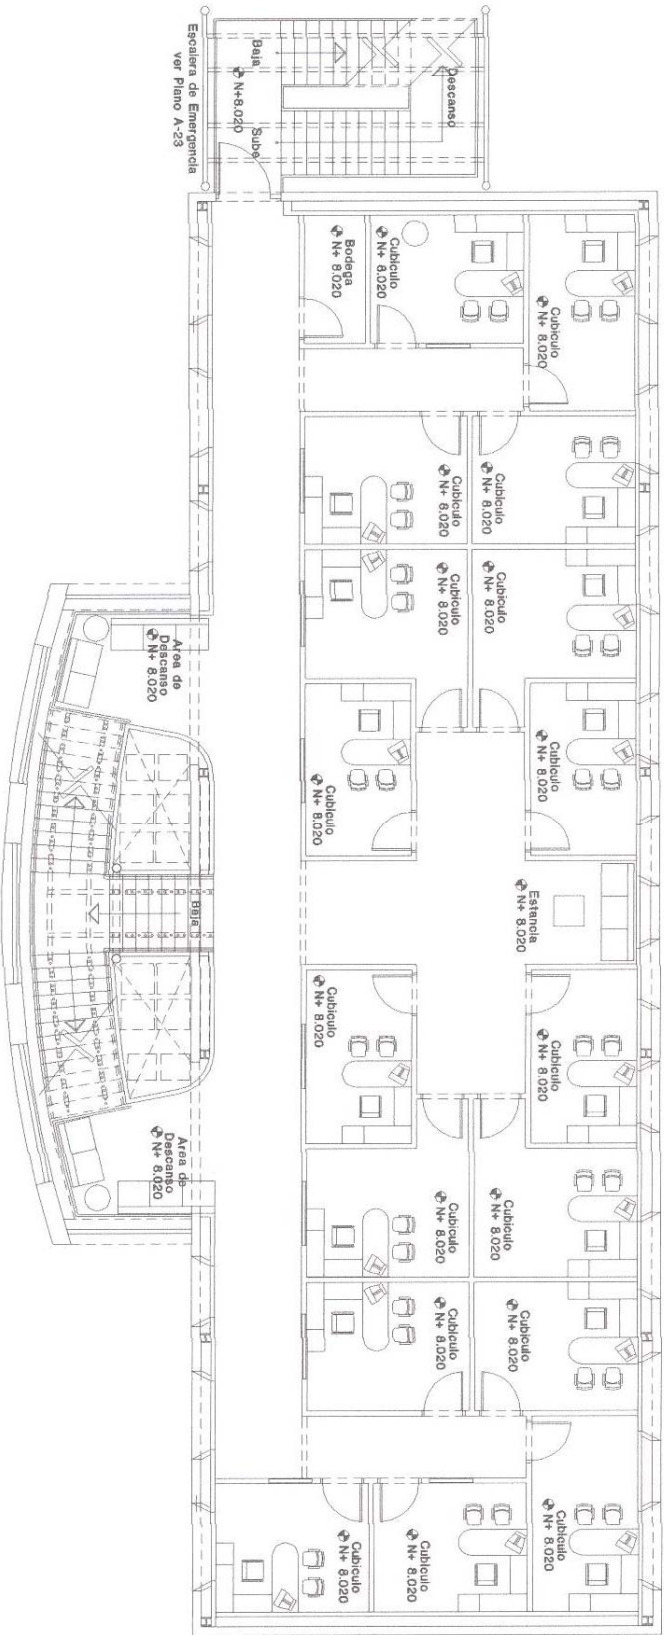 Descanso
Sube
Baja
N+8.020
Escalera de Emergencia
ver Plano A-23
Cubiculo
N+ 8.020
Cubiculo
N+ 8.020
Cubiculo
N+ 8.020
Cubiculo
N+ 8.020
Estancia
N+ 8.020
Cubiculo
N+ 8.020
Cubiculo
N+ 8.020
Cubiculo
N+ 8.020
Cubiculo
N+ 8.020
Cubiculo
N+ 8.020
Bodega
N+ 8.020
Cubiculo
N+ 8.020
Cubiculo
N+ 8.020
Cubiculo
N+ 8.020
Cubiculo
N+ 8.020
Cubiculo
N+ 8.020
Cubiculo
N+ 8.020
Cubiculo
N+ 8.020
Cubiculo
N+ 8.020
Area de
Descanso
N+ 8.020
Baja
Area de
Descanso
N+ 8.020